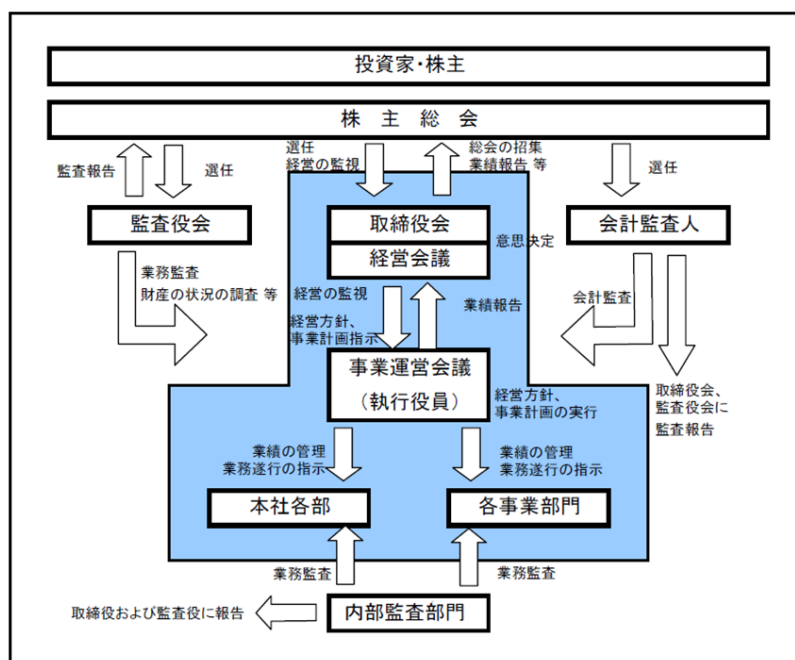 投資家・株主
株主総会
監査報告
選任
選任
経営の監視
総会の招集
業績報告 等
選任
監査役会
取締役会
経営会議
意思決定
会計監査人
業務監査
財産の状況の調査 等
経営の監視
経営方針、
事業計画指示
業績報告
会計監査
事業運営会議
（執行役員）
経営方針、
事業計画の実行
取締役会、
監査役会に
監査報告
業績の管理
業務遂行の指示
業績の管理
業務遂行の指示
本社各部
各事業部門
業務監査
業務監査
取締役および監査役に報告
内部監査部門